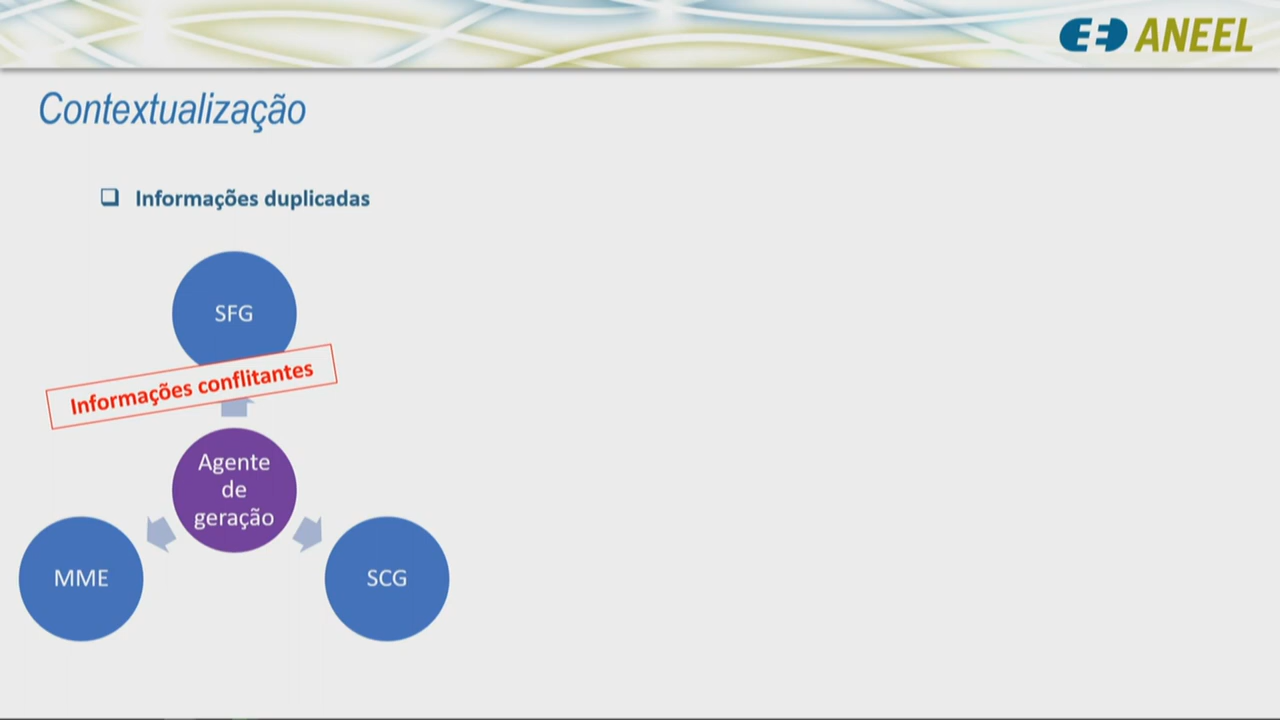 ANEEL
Contextualização
Informações duplicadas
SFG
Informações conflitantes
Agente
de
geração
MME
SCG